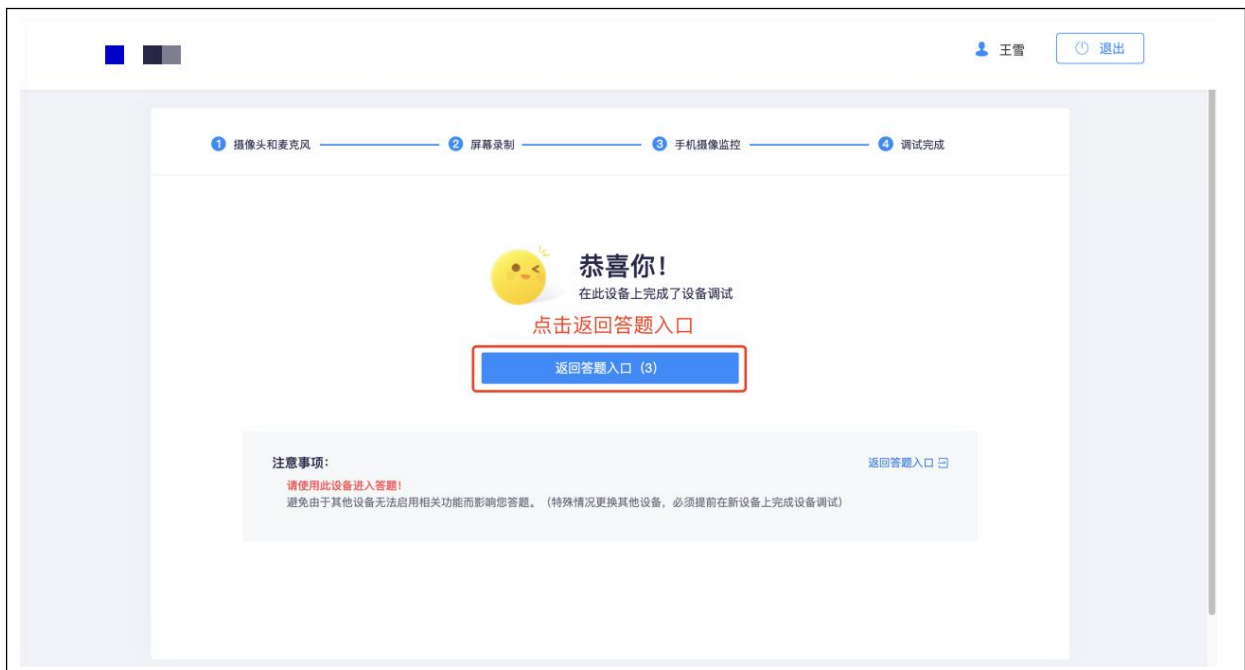 王雪
退出
1 摄像头和麦克风 2 屏幕录制 3 手机摄像监控 4 调试完成
恭喜你！
在此设备上完成了设备调试
点击返回答题入口
返回答题入口（3）
注意事项：
返回答题入口
请使用此设备进入答题！
避免由于其他设备无法启用相关功能而影响您答题。（特殊情况更换其他设备，必须提前在新设备上完成设备调试）